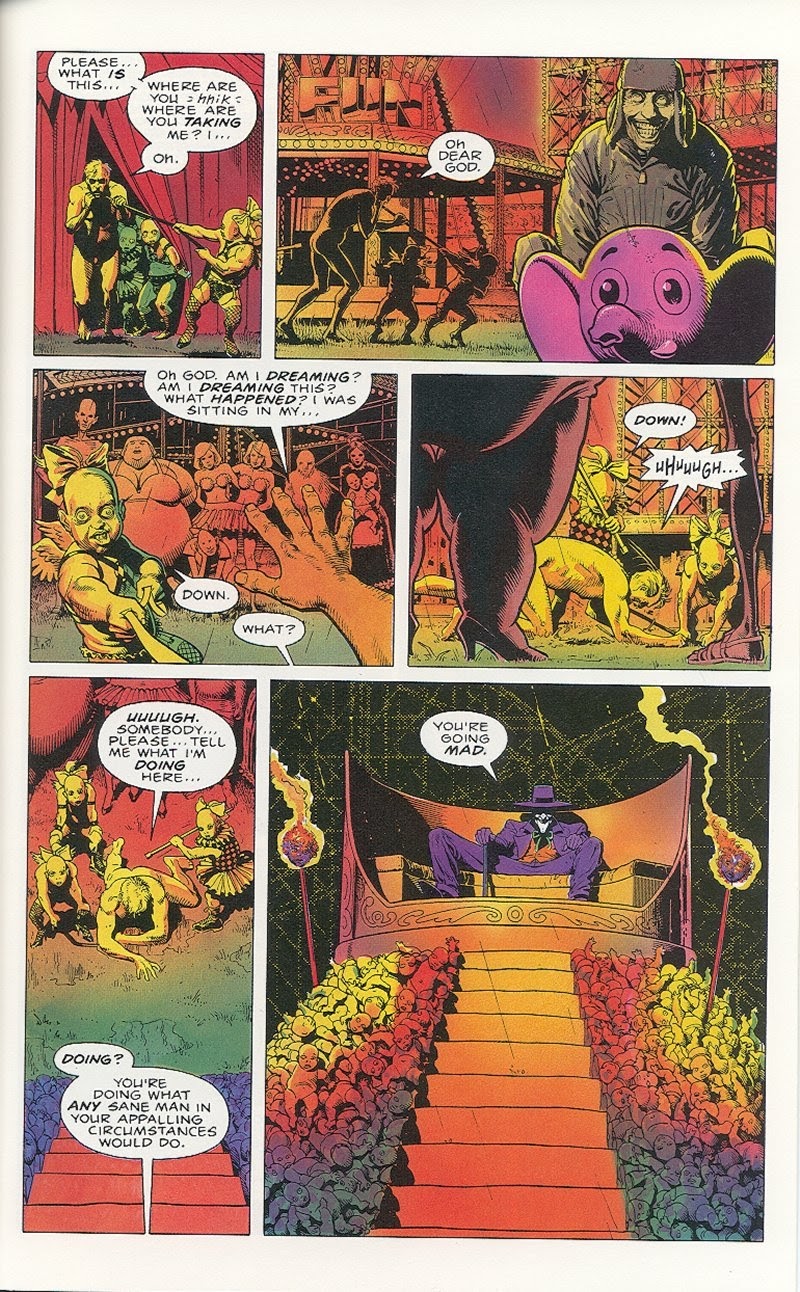 PLEASE...
WHAT IS
THIS...
WHERE ARE
YOU >hhik<
WHERE ARE
YOU TAKING
ME? I...
Oh.
FUN
Oh
DEAR
GOD.
Oh GOD. AM I DREAMING?
AM I DREAMING THIS?
WHAT HAPPENED? I WAS
SITTING IN MY...
DOWN.
WHAT?
DOWN!
uHuuuGH...
UUUUGH.
SOMEBODY...
PLEASE...TELL
ME WHAT I'M
DOING
HERE...
DOING?
YOU'RE
DOING WHAT
ANY SANE MAN IN
YOUR APPALLING
CIRCUMSTANCES
WOULD DO.
YOU'RE
GOING
MAD.